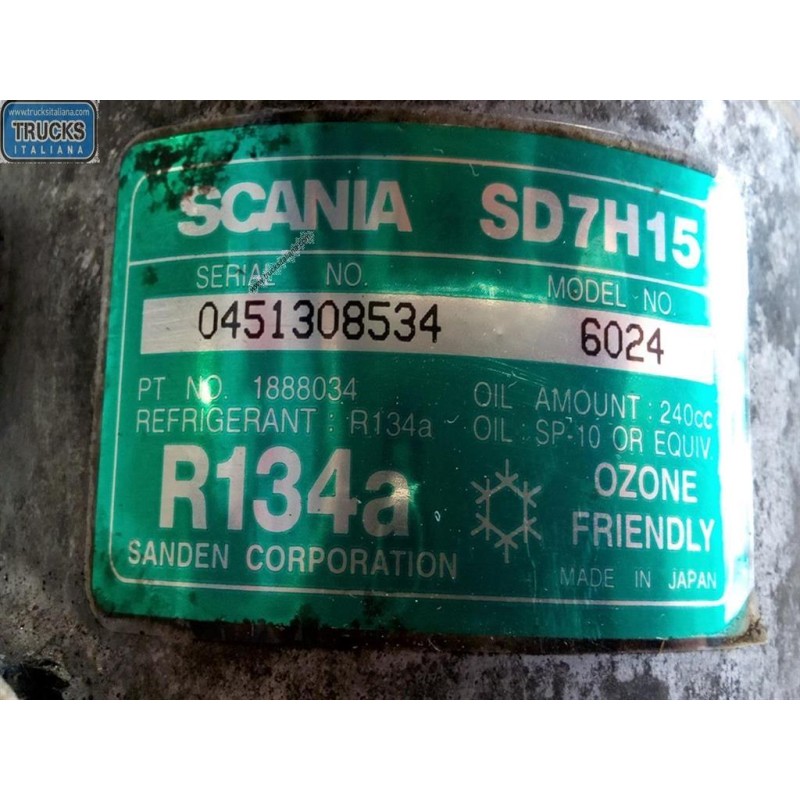 www.trucksitaliana.com
TRUCKS
ITALIANA
SCANIA SD7H15
SERIAL NO. MODEL NO.
0451308534 6024
PT NO. 1888034 OIL AMOUNT : 240cc
REFRIGERANT : R134a OIL : SP-10 OR EQUIV
R134a OZONE
FRIENDLY
SANDEN CORPORATION MADE IN JAPAN